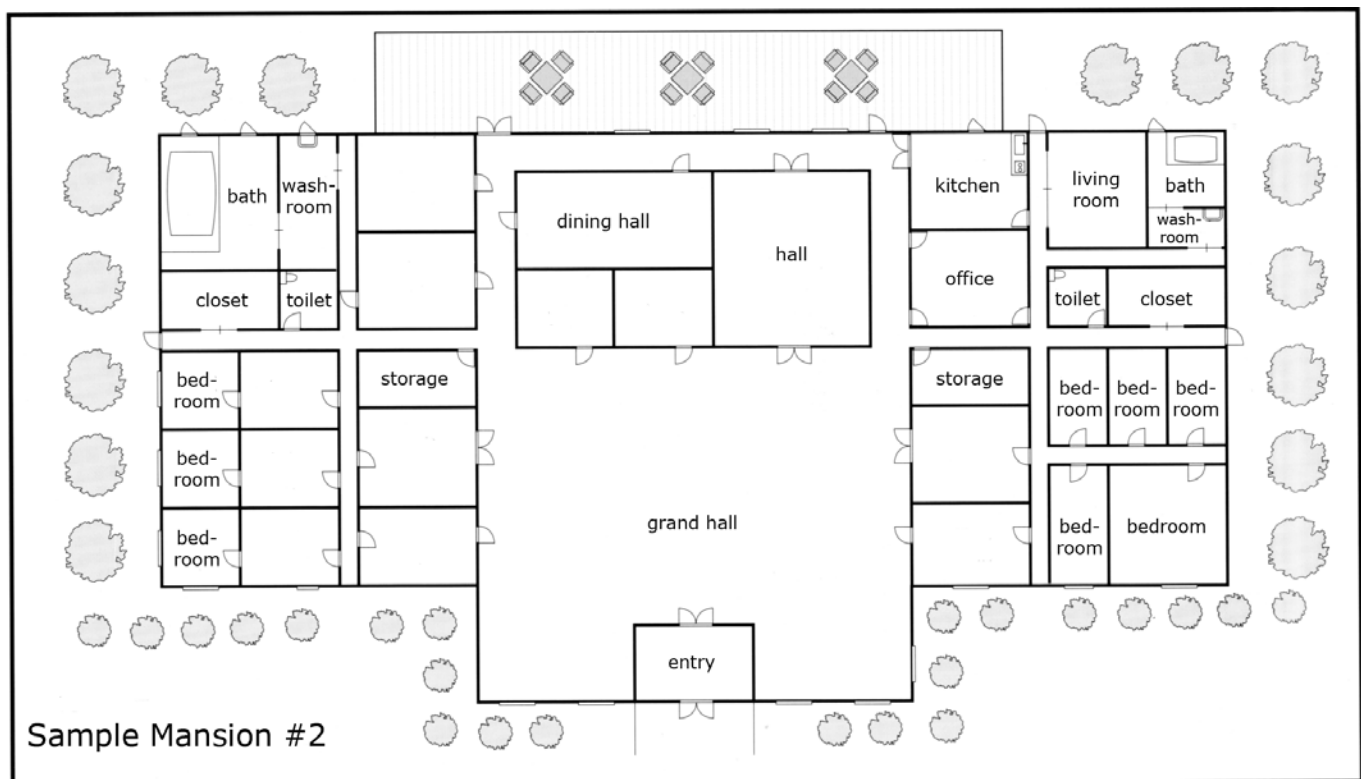 bath
wash-
room
kitchen
living
room
bath
wash-
room
dining hall
hall
office
closet
toilet
toilet
closet
bed-
room
storage
storage
bed-
room
bed-
room
bed-
room
bed-
room
bed-
room
grand hall
bed-
room
bedroom
entry
Sample Mansion #2